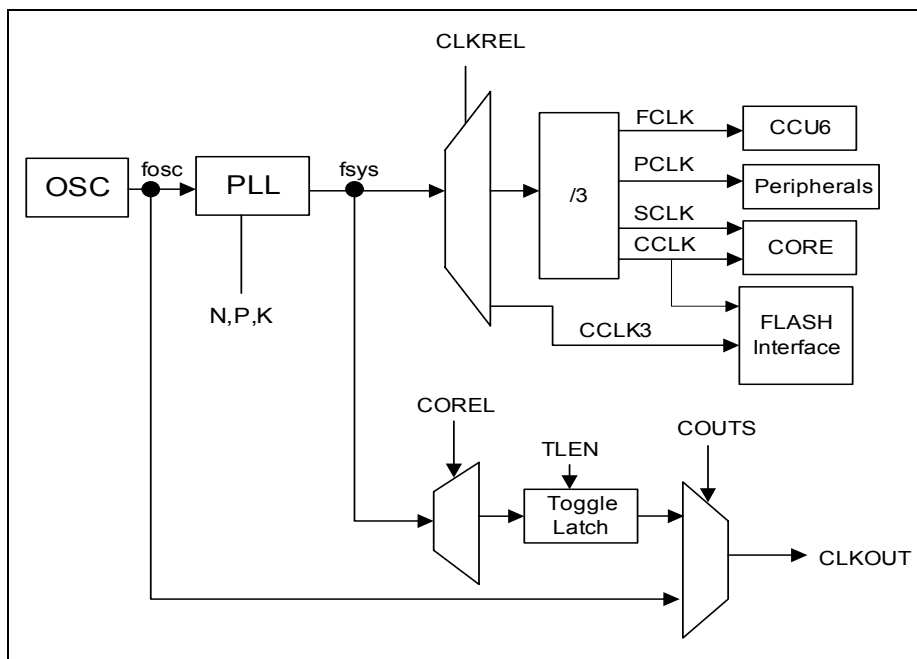 CLKREL
FCLK
CCU6
fosc
fsys
OSC
PLL
PCLK
Peripherals
/3
SCLK
CCLK
CORE
N,P,K
CCLK3
FLASH
Interface
COREL
COUTS
TLEN
Toggle
Latch
CLKOUT